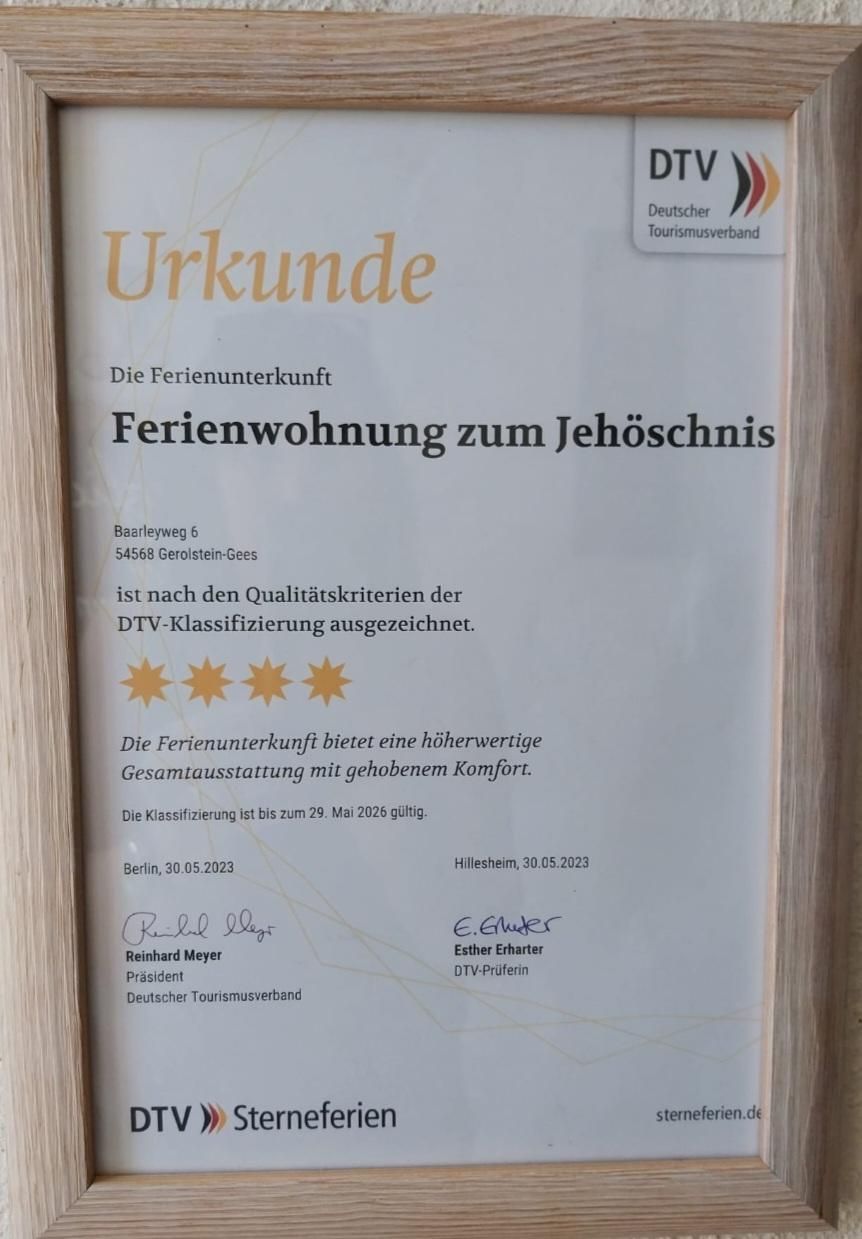 DTV
Deutscher
Tourismusverband
Urkunde
Die Ferienunterkunft
Ferienwohnung zum Jehöschnis
Baarleyweg 6
54568 Gerolstein-Gees
ist nach den Qualitätskriterien der
DTV-Klassifizierung ausgezeichnet.
Die Ferienunterkunft bietet eine höherwertige
Gesamtausstattung mit gehobenem Komfort.
Die Klassifizierung ist bis zum 29. Mai 2026 gültig.
Berlin, 30.05.2023
Reinhard Meyer
Reinhard Meyer
Präsident
Deutscher Tourismusverband
Hillesheim, 30.05.2023
E. Erharter
Esther Erharter
DTV-Prüferin
DTV Sterneferien
sterneferien.de